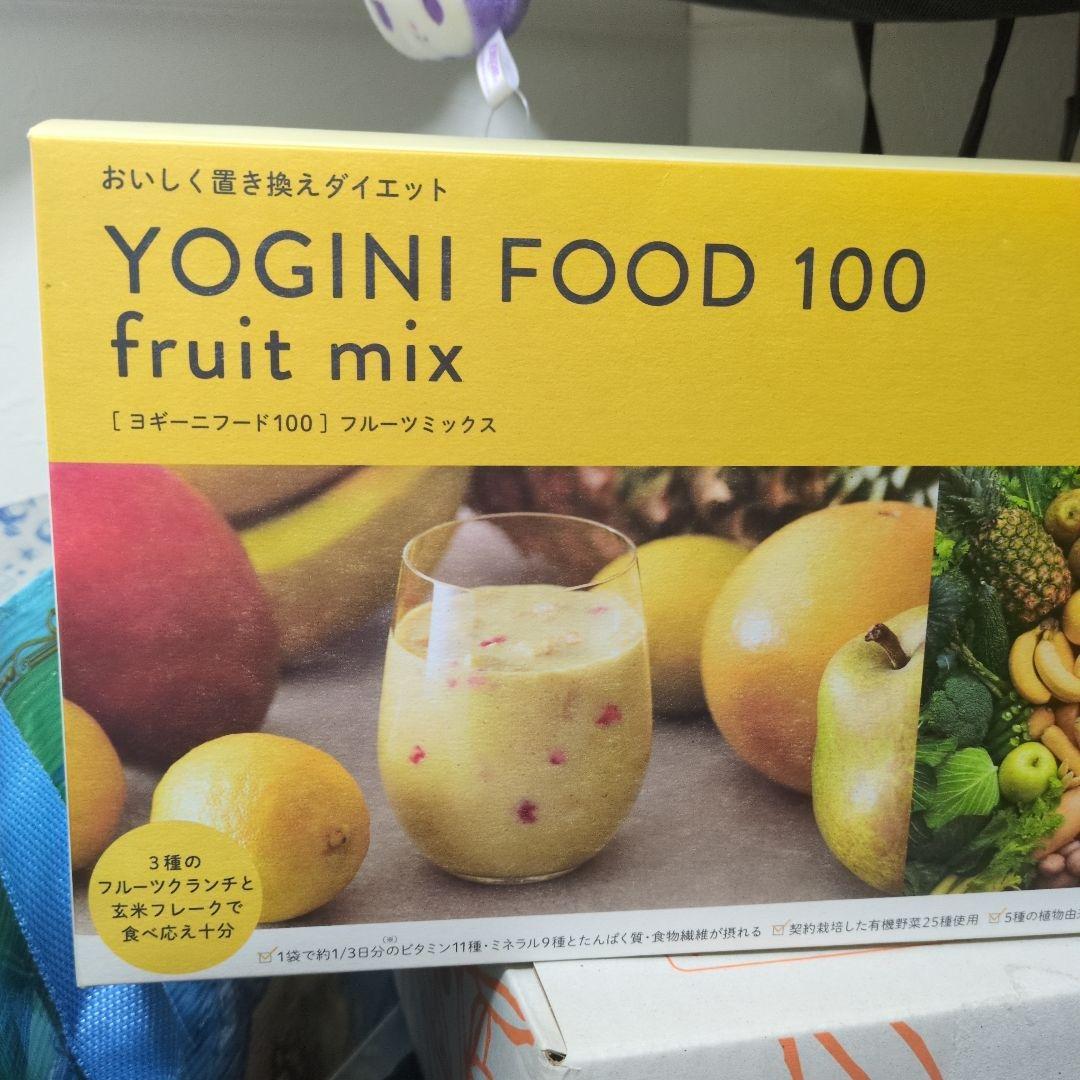 おいしく置き換えダイエット
YOGINI FOOD 100
fruit mix
[ ヨギーニフード100 ] フルーツミックス
3種の
フルーツクランチと
玄米フレークで
食べ応え十分
(※)
1袋で約1/3日分のビタミン11種・ミネラル9種とたんぱく質・食物繊維が摂れる 契約栽培した有機野菜25種使用 5種の植物由